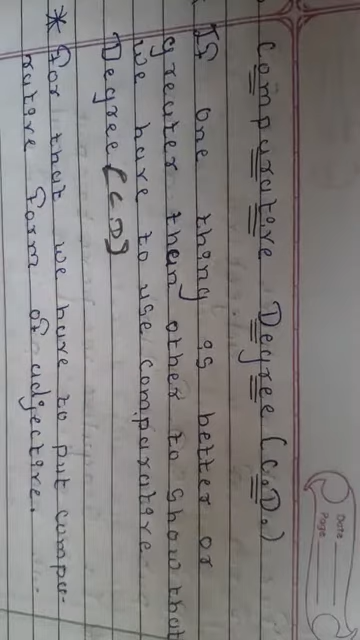 Date
Page
Comparative Degree (C.D.)
If one thing is better or
greater than other to show that
we have to use comparative
Degree (C.D)
* For that we have to put compa-
rative form of adjective.